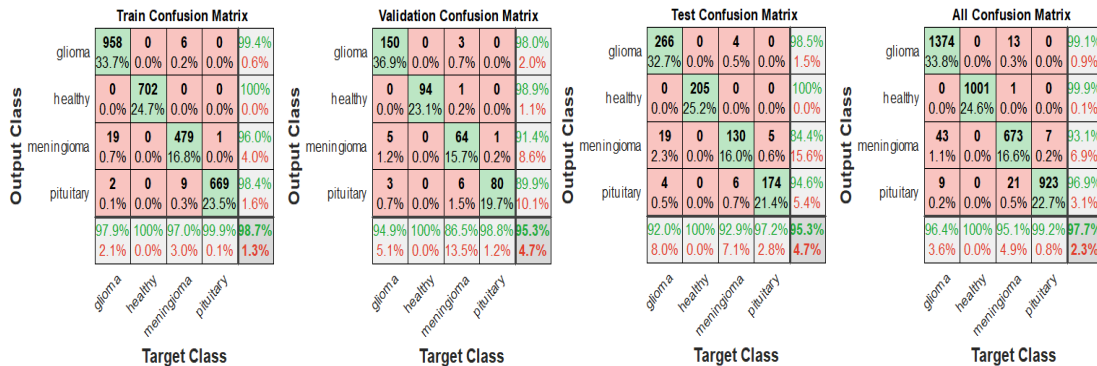 Train Confusion Matrix
Output Class
glioma 958 0 6 0 99.4%
33.7% 0.0% 0.2% 0.0% 0.6%
healthy 0 702 0 0 100%
0.0% 24.7% 0.0% 0.0% 0.0%
meningioma 19 0 479 1 96.0%
0.7% 0.0% 16.8% 0.0% 4.0%
pituitary 2 0 9 669 98.4%
0.1% 0.0% 0.3% 23.5% 1.6%
97.9% 100% 97.0% 99.9% 98.7%
2.1% 0.0% 3.0% 0.1% 1.3%
glioma healthy meningioma pituitary
Target Class
Validation Confusion Matrix
Output Class
glioma 150 0 3 0 98.0%
36.9% 0.0% 0.7% 0.0% 2.0%
healthy 0 94 1 0 98.9%
0.0% 23.1% 0.2% 0.0% 1.1%
meningioma 5 0 64 1 91.4%
1.2% 0.0% 15.7% 0.2% 8.6%
pituitary 3 0 6 80 89.9%
0.7% 0.0% 1.5% 19.7% 10.1%
94.9% 100% 86.5% 98.8% 95.3%
5.1% 0.0% 13.5% 1.2% 4.7%
glioma healthy meningioma pituitary
Target Class
Test Confusion Matrix
Output Class
glioma 266 0 4 0 98.5%
32.7% 0.0% 0.5% 0.0% 1.5%
healthy 0 205 0 0 100%
0.0% 25.2% 0.0% 0.0% 0.0%
meningioma 19 0 130 5 84.4%
2.3% 0.0% 16.0% 0.6% 15.6%
pituitary 4 0 6 174 94.6%
0.5% 0.0% 0.7% 21.4% 5.4%
92.0% 100% 92.9% 97.2% 95.3%
8.0% 0.0% 7.1% 2.8% 4.7%
glioma healthy meningioma pituitary
Target Class
All Confusion Matrix
Output Class
glioma 1374 0 13 0 99.1%
33.8% 0.0% 0.3% 0.0% 0.9%
healthy 0 1001 1 0 99.9%
0.0% 24.6% 0.0% 0.0% 0.1%
meningioma 43 0 673 7 93.1%
1.1% 0.0% 16.6% 0.2% 6.9%
pituitary 9 0 21 923 96.9%
0.2% 0.0% 0.5% 22.7% 3.1%
96.4% 100% 95.1% 99.2% 97.7%
3.6% 0.0% 4.9% 0.8% 2.3%
glioma healthy meningioma pituitary
Target Class